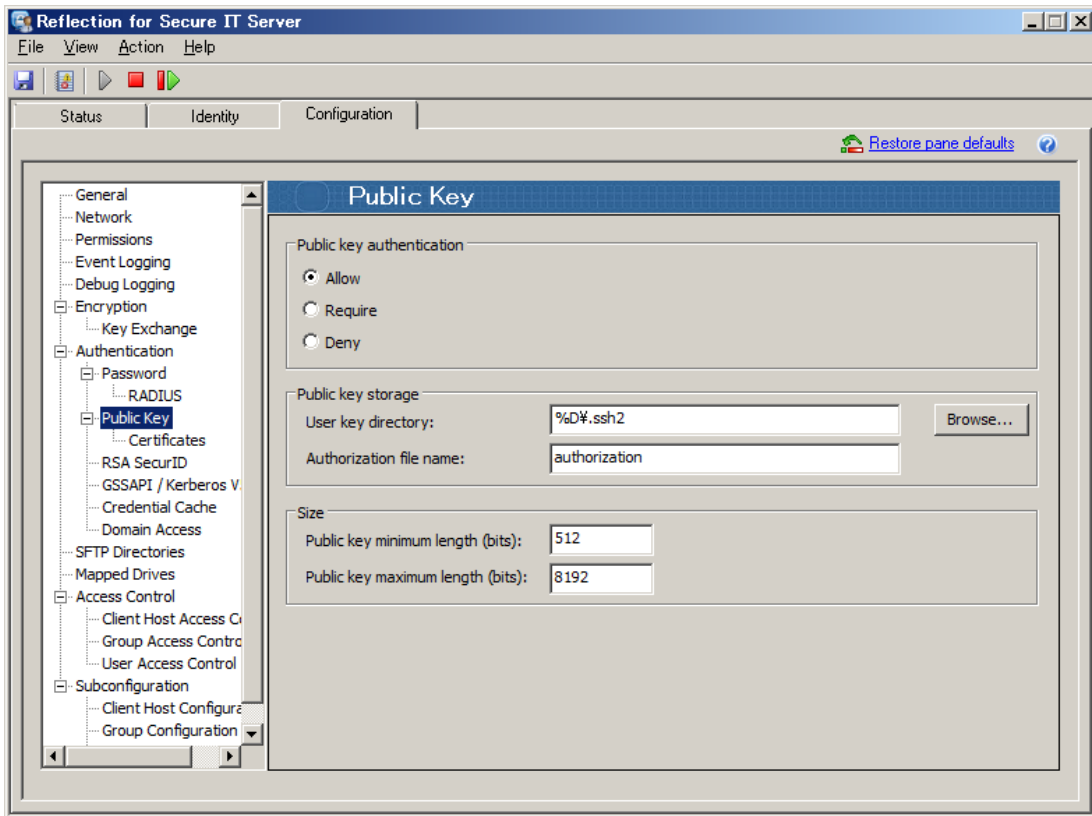 Reflection for Secure IT Server
File View Action Help
Status Identity Configuration
Restore pane defaults
General
Network
Permissions
Event Logging
Debug Logging
Encryption
Key Exchange
Authentication
Password
RADIUS
Public Key
Certificates
RSA SecurID
GSSAPI / Kerberos V
Credential Cache
Domain Access
SFTP Directories
Mapped Drives
Access Control
Client Host Access C
Group Access Contro
User Access Control
Subconfiguration
Client Host Configura
Group Configuration
Public Key
Public key authentication
Allow
Require
Deny
Public key storage
User key directory: %D¥.ssh2 Browse...
Authorization file name: authorization
Size
Public key minimum length (bits): 512
Public key maximum length (bits): 8192